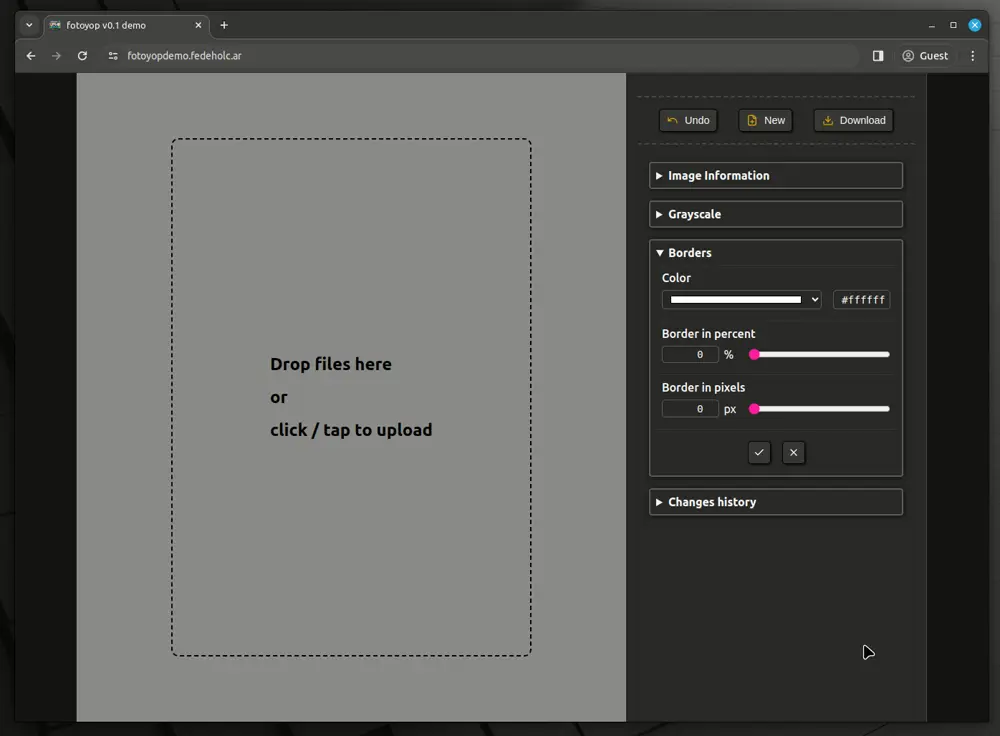 fotoyop v0.1 demo
fotoyopdemo.fedeholc.ar
Guest
Undo
New
Download
Drop files here
or
click / tap to upload
Image Information
Grayscale
Borders
Color
#ffffff
Border in percent
0 %
Border in pixels
0 px
Changes history